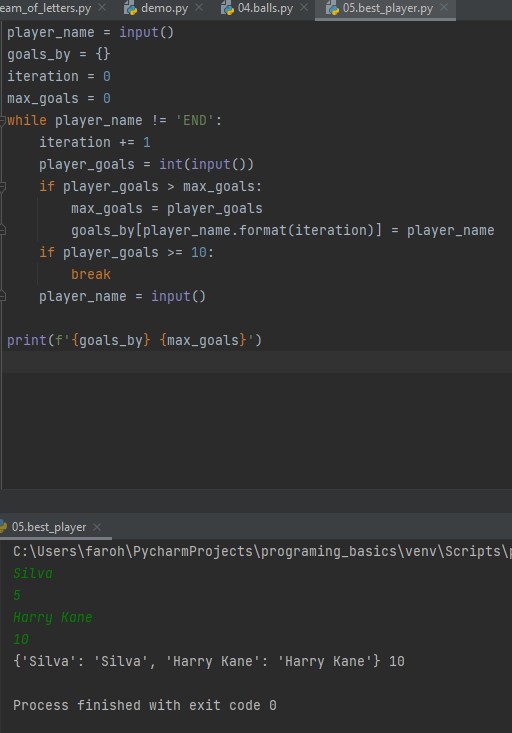 eam_of_letters.py demo.py 04.balls.py 05.best_player.py
player_name = input()
goals_by = {}
iteration = 0
max_goals = 0
while player_name != 'END':
    iteration += 1
    player_goals = int(input())
    if player_goals > max_goals:
        max_goals = player_goals
        goals_by[player_name.format(iteration)] = player_name
    if player_goals >= 10:
        break
    player_name = input()
print(f'{goals_by} {max_goals}')
05.best_player
C:\Users\faroh\PycharmProjects\programing_basics\venv\Scripts\p
Silva
5
Harry Kane
10
{'Silva': 'Silva', 'Harry Kane': 'Harry Kane'} 10
Process finished with exit code 0